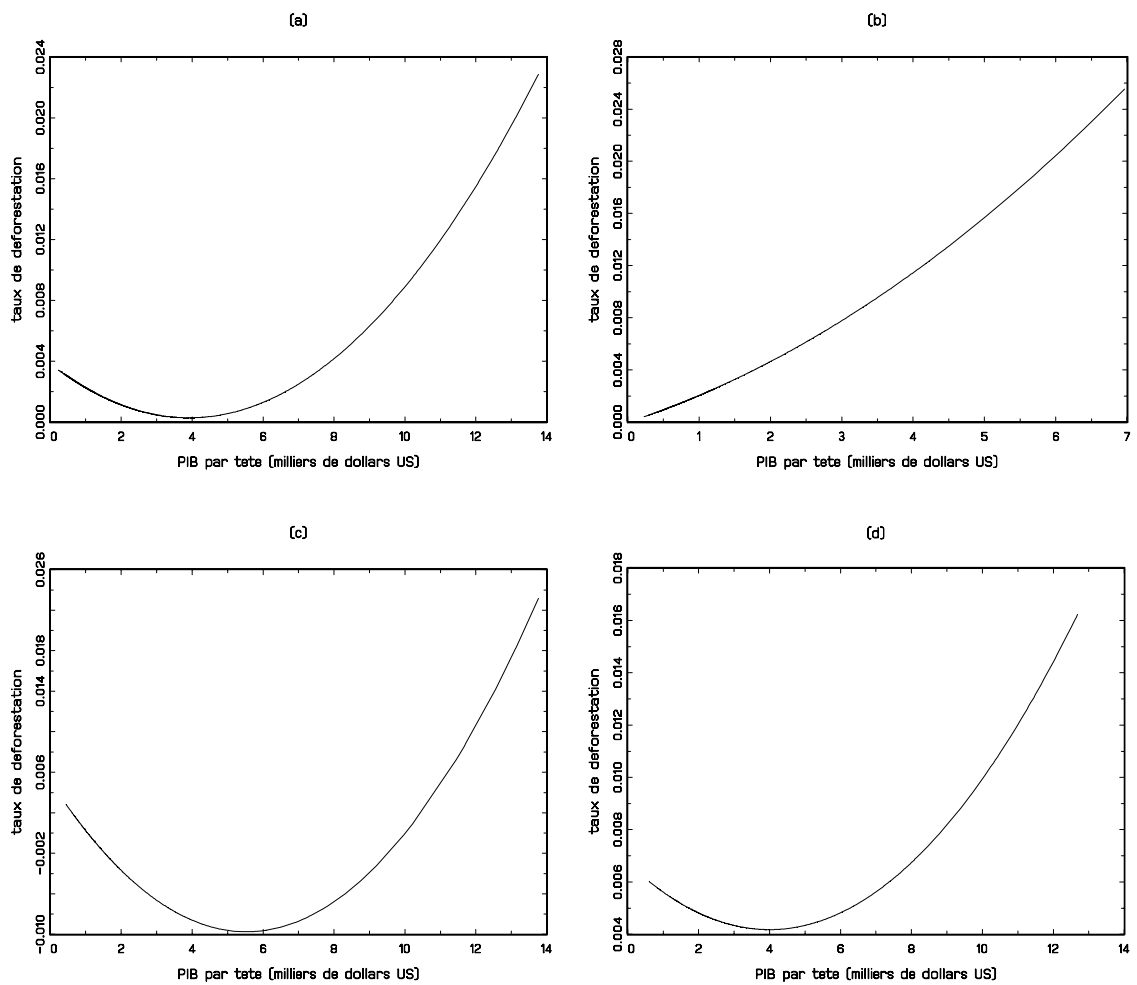 (a)
taux de deforestation
0.024
0.020
0.016
0.012
0.008
0.004
0.000
0 2 4 6 8 10 12 14
PIB par tete (milliers de dollars US)
(b)
taux de deforestation
0.028
0.024
0.020
0.016
0.012
0.008
0.004
0.000
0 1 2 3 4 5 6 7
PIB par tete (milliers de dollars US)
(c)
taux de deforestation
0.026
0.018
0.014
0.006
-0.002
-0.010
0 2 4 6 8 10 12 14
PIB par tete (milliers de dollars US)
(d)
taux de deforestation
0.018
0.016
0.014
0.012
0.010
0.008
0.006
0.004
0 2 4 6 8 10 12 14
PIB par tete (milliers de dollars US)